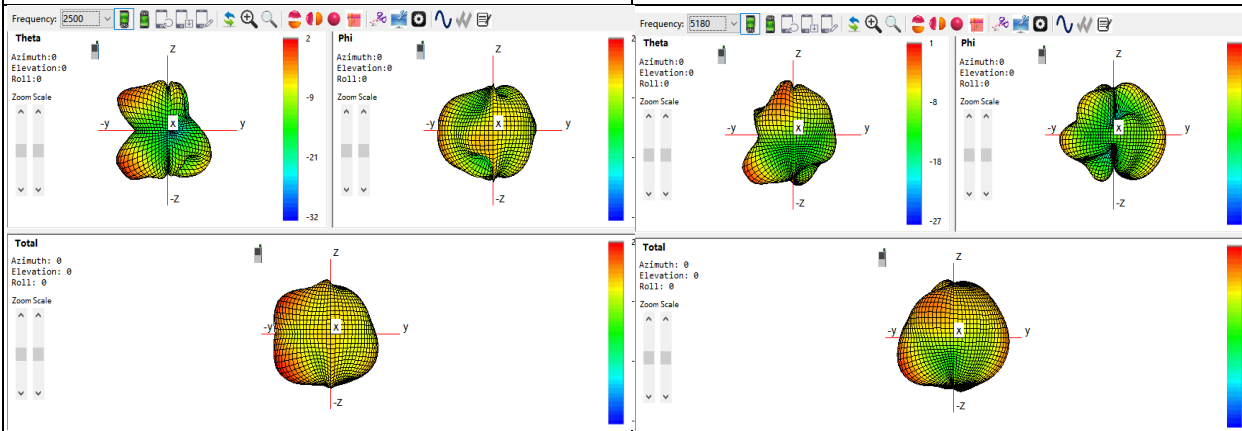 Frequency: 2500
Theta
Azimuth:0
Elevation:0
Roll:0
Zoom Scale
Z
-y
X
y
-Z
2
-9
-21
-32
Phi
Azimuth:0
Elevation:0
Roll:0
Zoom Scale
Z
-y
X
y
-Z
2
Total
Azimuth: 0
Elevation: 0
Roll: 0
Zoom Scale
Z
-y
X
y
-Z
2
Frequency: 5180
Theta
Azimuth:0
Elevation:0
Roll:0
Zoom Scale
Z
-y
X
y
-Z
1
-8
-18
-27
Phi
Azimuth:0
Elevation:0
Roll:0
Zoom Scale
Z
-y
X
y
-Z
Total
Azimuth: 0
Elevation: 0
Roll: 0
Zoom Scale
Z
-y
X
y
-Z